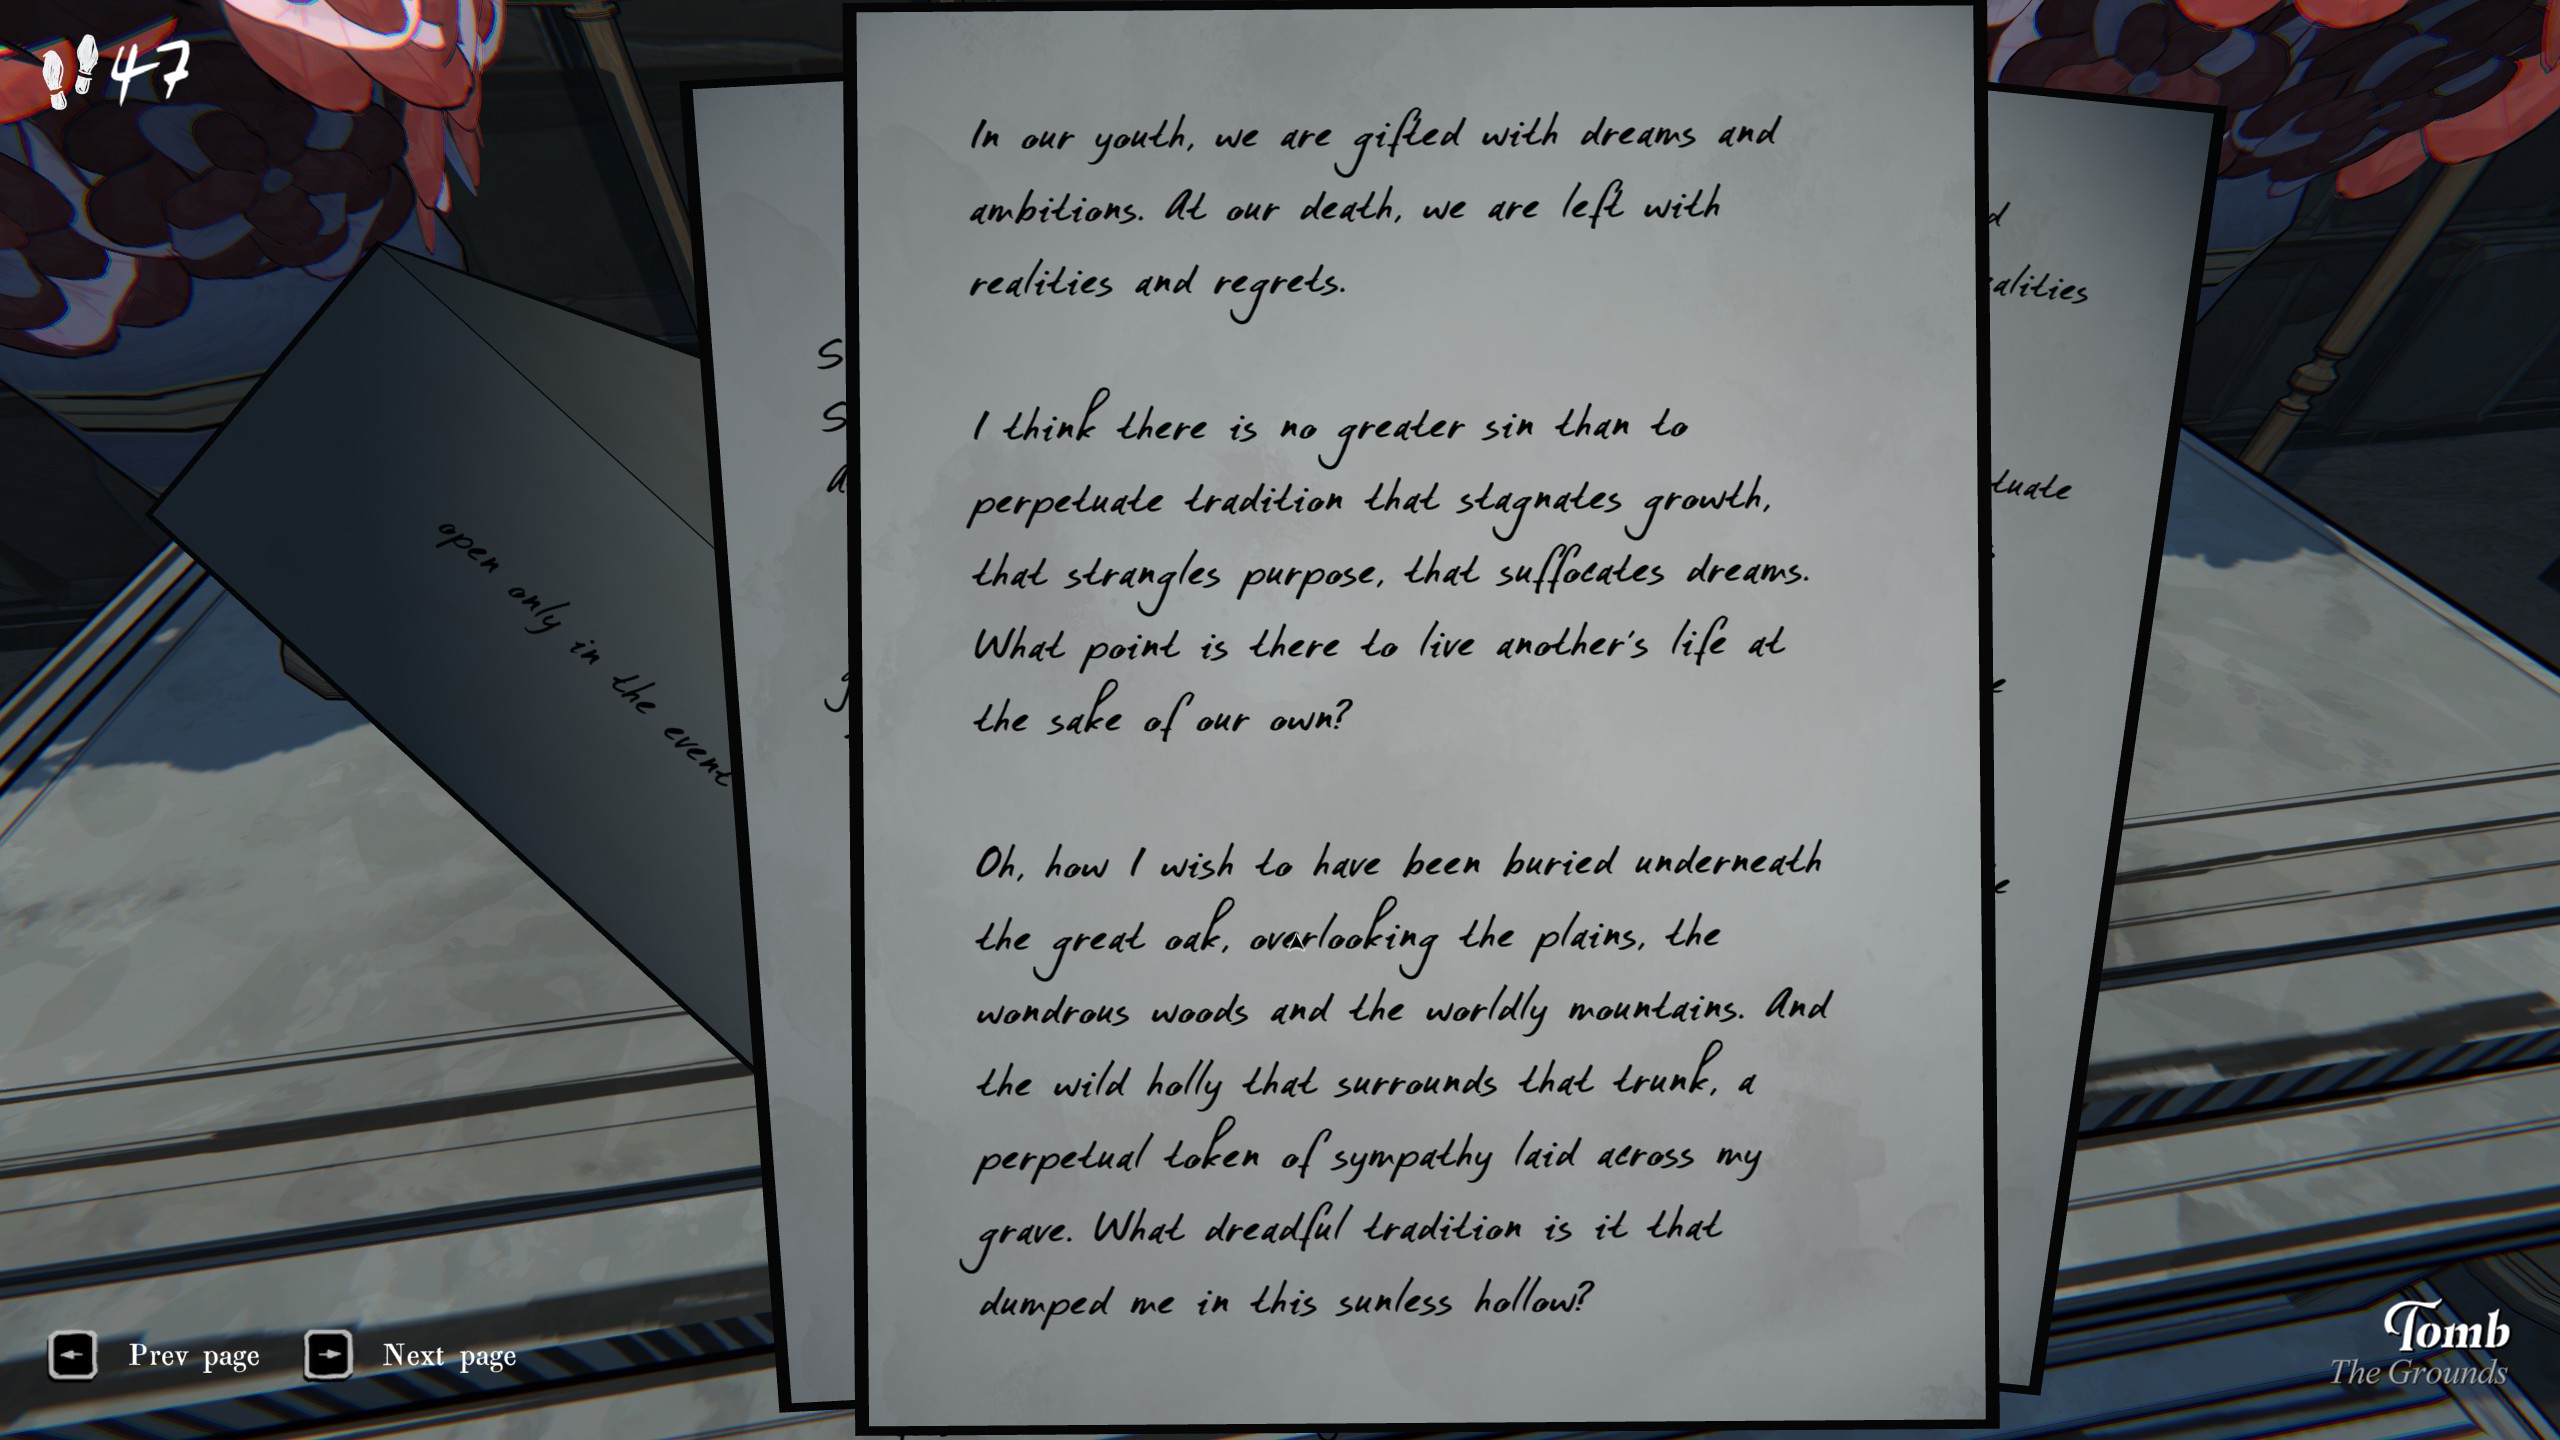 47
In our youth, we are gifted with dreams and
ambitions. At our death, we are left with
realities and regrets.
I think there is no greater sin than to
perpetuate tradition that stagnates growth,
that strangles purpose, that suffocates dreams.
What point is there to live another's life at
the sake of our own?
Oh, how I wish to have been buried underneath
the great oak, overlooking the plains, the
wondrous woods and the worldly mountains. And
the wild holly that surrounds that trunk, a
perpetual token of sympathy laid across my
grave. What dreadful tradition is it that
dumped me in this sunless hollow?
open only in the event
Prev page
Next page
Tomb
The Grounds